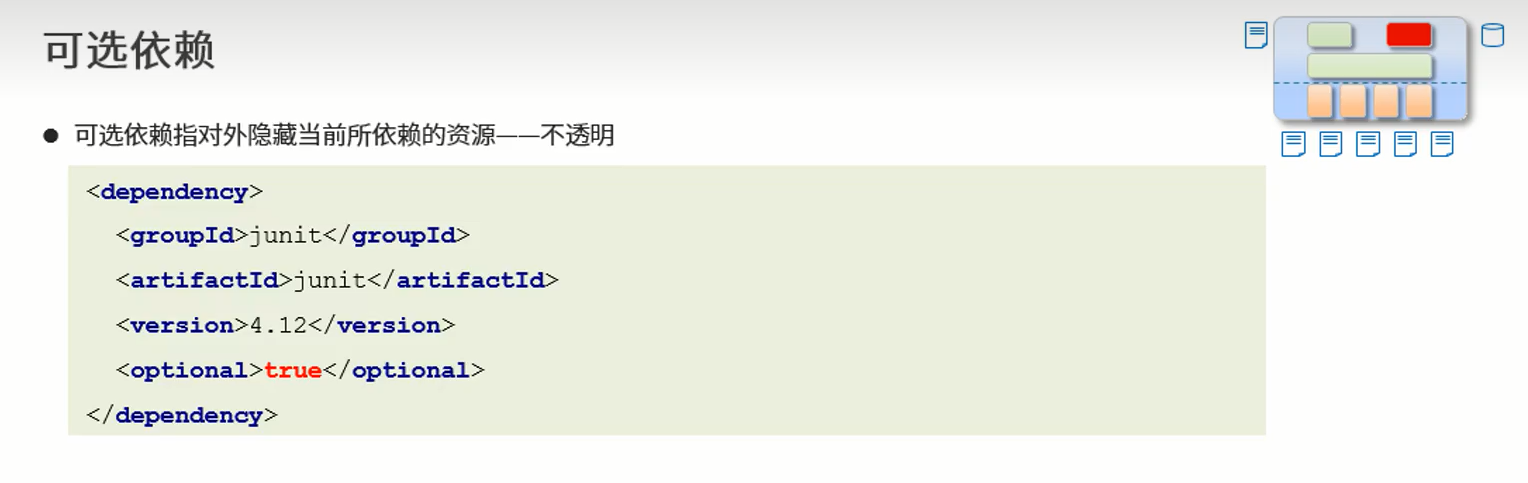 可选依赖
● 可选依赖指对外隐藏当前所依赖的资源——不透明
<dependency>
<groupId>junit</groupId>
<artifactId>junit</artifactId>
<version>4.12</version>
<optional>true</optional>
</dependency>